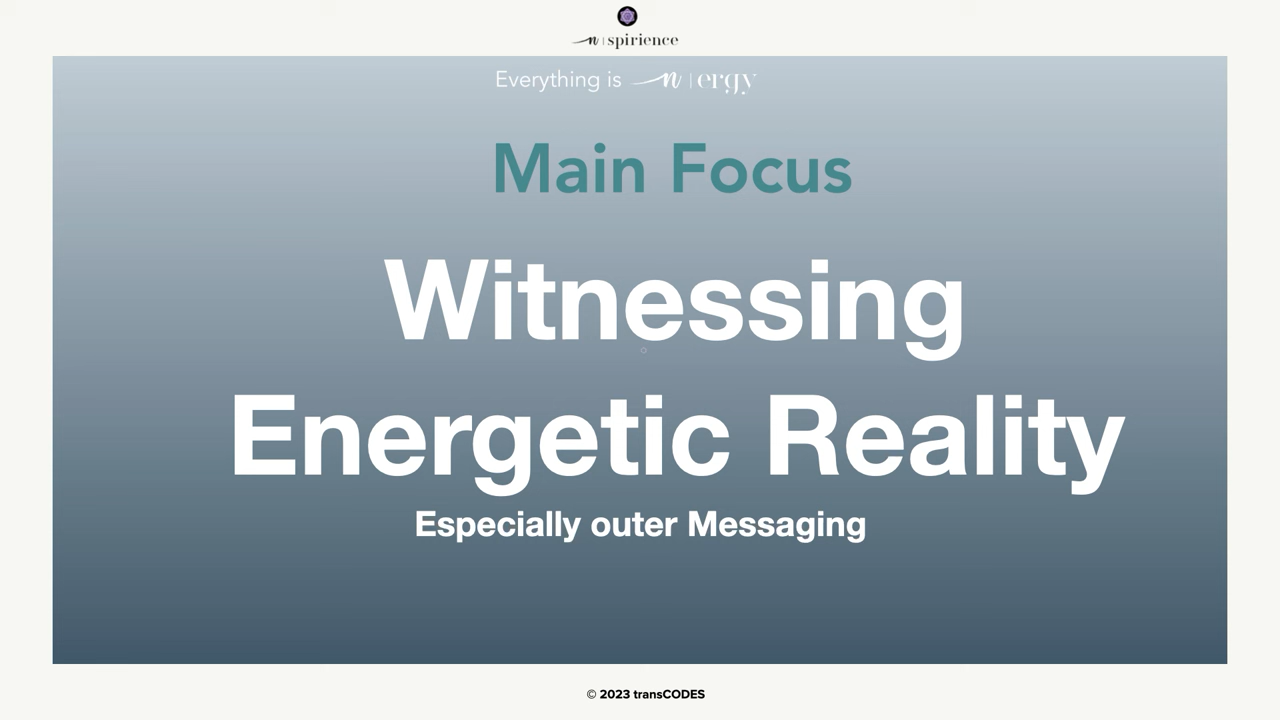 n|spirience
Everything is n|ergy
Main Focus
Witnessing
Energetic Reality
Especially outer Messaging
© 2023 transCODES